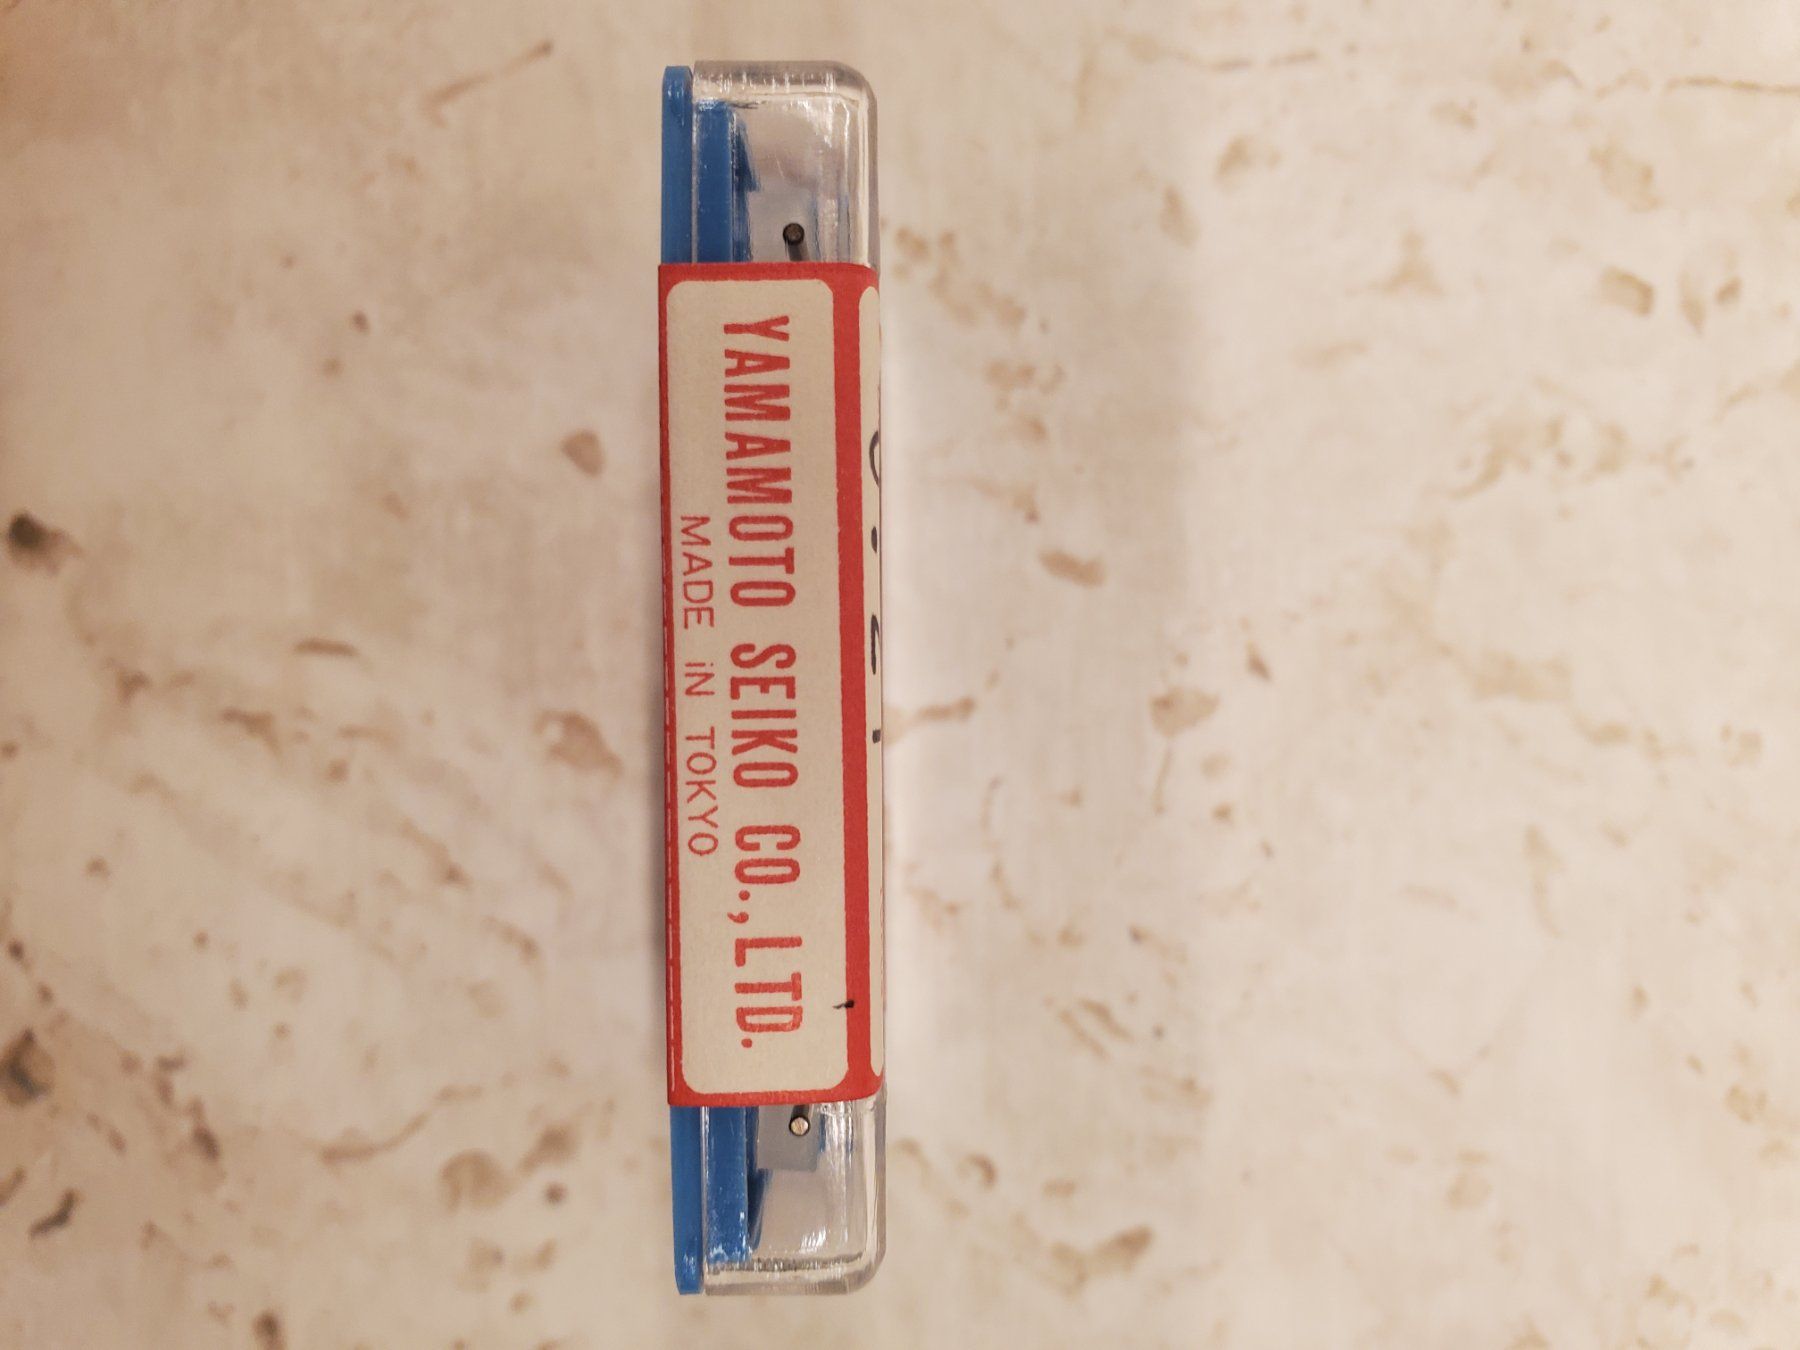 YAMAMOTO SEIKO CO.,LTD.
MADE iN TOKYO